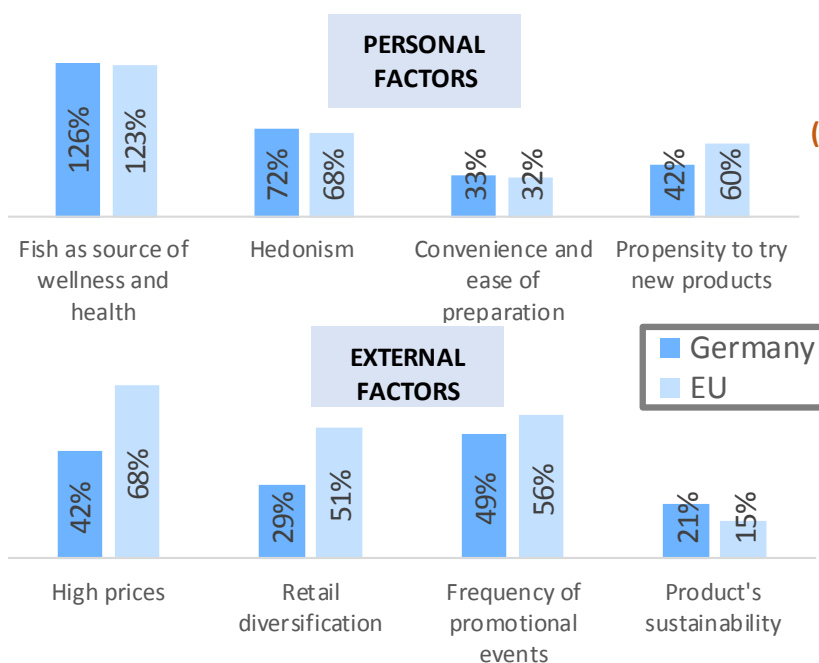 PERSONAL
FACTORS
(
126%
123%
72%
68%
33%
32%
42%
60%
Fish as source of
wellness and
health
Hedonism
Convenience and
ease of
preparation
Propensity to try
new products
EXTERNAL
FACTORS
Germany
EU
42%
68%
29%
51%
49%
56%
21%
15%
High prices
Retail
diversification
Frequency of
promotional
events
Product's
sustainability